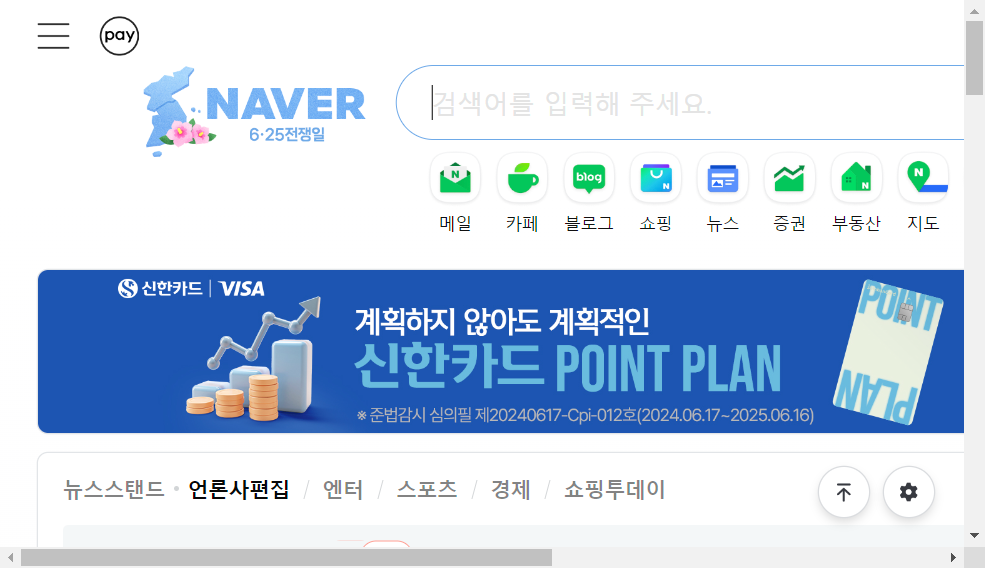 pay
NAVER
6·25전쟁일
검색어를 입력해 주세요.
N
blog
N
N
N
메일 카페 블로그 쇼핑 뉴스 증권 부동산 지도
S 신한카드 | VISA
계획하지 않아도 계획적인
신한카드 POINT PLAN
※ 준법감시 심의필 제20240617-Cpi-012호(2024.06.17~2025.06.16)
POINT
PLAN
뉴스스탠드 · 언론사편집 / 엔터 / 스포츠 / 경제 / 쇼핑투데이